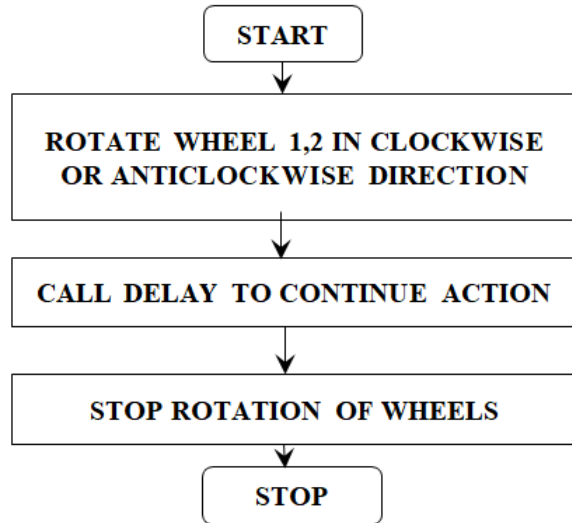 START
ROTATE WHEEL 1,2 IN CLOCKWISE
OR ANTICLOCKWISE DIRECTION
CALL DELAY TO CONTINUE ACTION
STOP ROTATION OF WHEELS
STOP